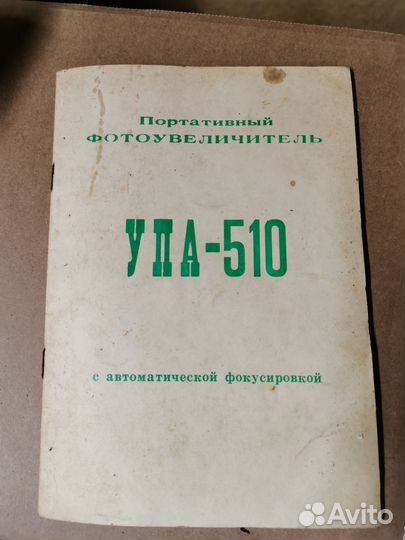 Портативный
ФОТОУВЕЛИЧИТЕЛЬ
УПА-510
с автоматической фокусировкой
Avito